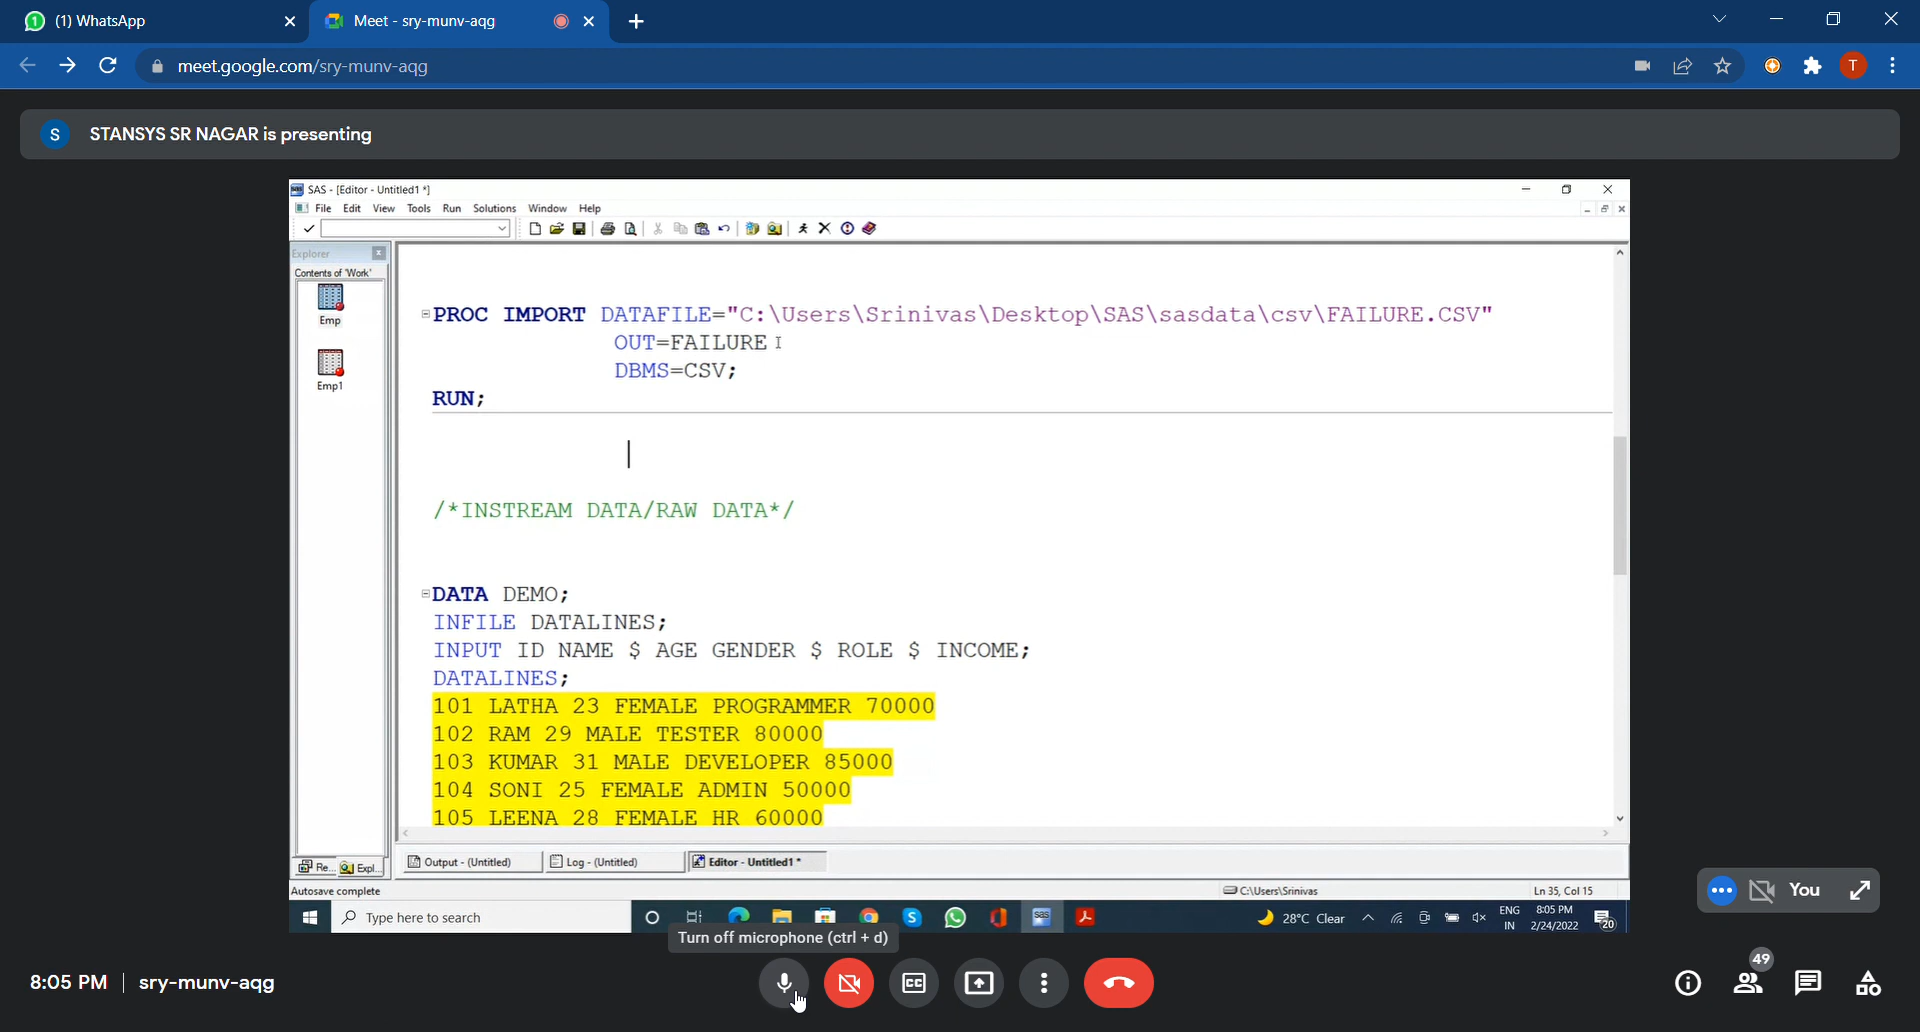 (1) WhatsApp
Meet - sry-munv-aqg
meet.google.com/sry-munv-aqg
T
S STANSYS SR NAGAR is presenting
SAS - [Editor - Untitled1 *]
File Edit View Tools Run Solutions Window Help
Explorer
Contents of 'Work'
Emp
Emp1
PROC IMPORT DATAFILE="C:\Users\Srinivas\Desktop\SAS\sasdata\csv\FAILURE.CSV"
OUT=FAILURE
DBMS=CSV;
RUN;
/*INSTREAM DATA/RAW DATA*/
DATA DEMO;
INFILE DATALINES;
INPUT ID NAME $ AGE GENDER $ ROLE $ INCOME;
DATALINES;
101 LATHA 23 FEMALE PROGRAMMER 70000
102 RAM 29 MALE TESTER 80000
103 KUMAR 31 MALE DEVELOPER 85000
104 SONI 25 FEMALE ADMIN 50000
105 LEENA 28 FEMALE HR 60000
Re... Expl... Output - (Untitled) Log - (Untitled) Editor - Untitled1 *
Autosave complete C:\Users\Srinivas Ln 35, Col 15
Type here to search 28°C Clear ENG IN 8:05 PM 2/24/2022 20
You
Turn off microphone (ctrl + d)
8:05 PM sry-munv-aqg CC 49